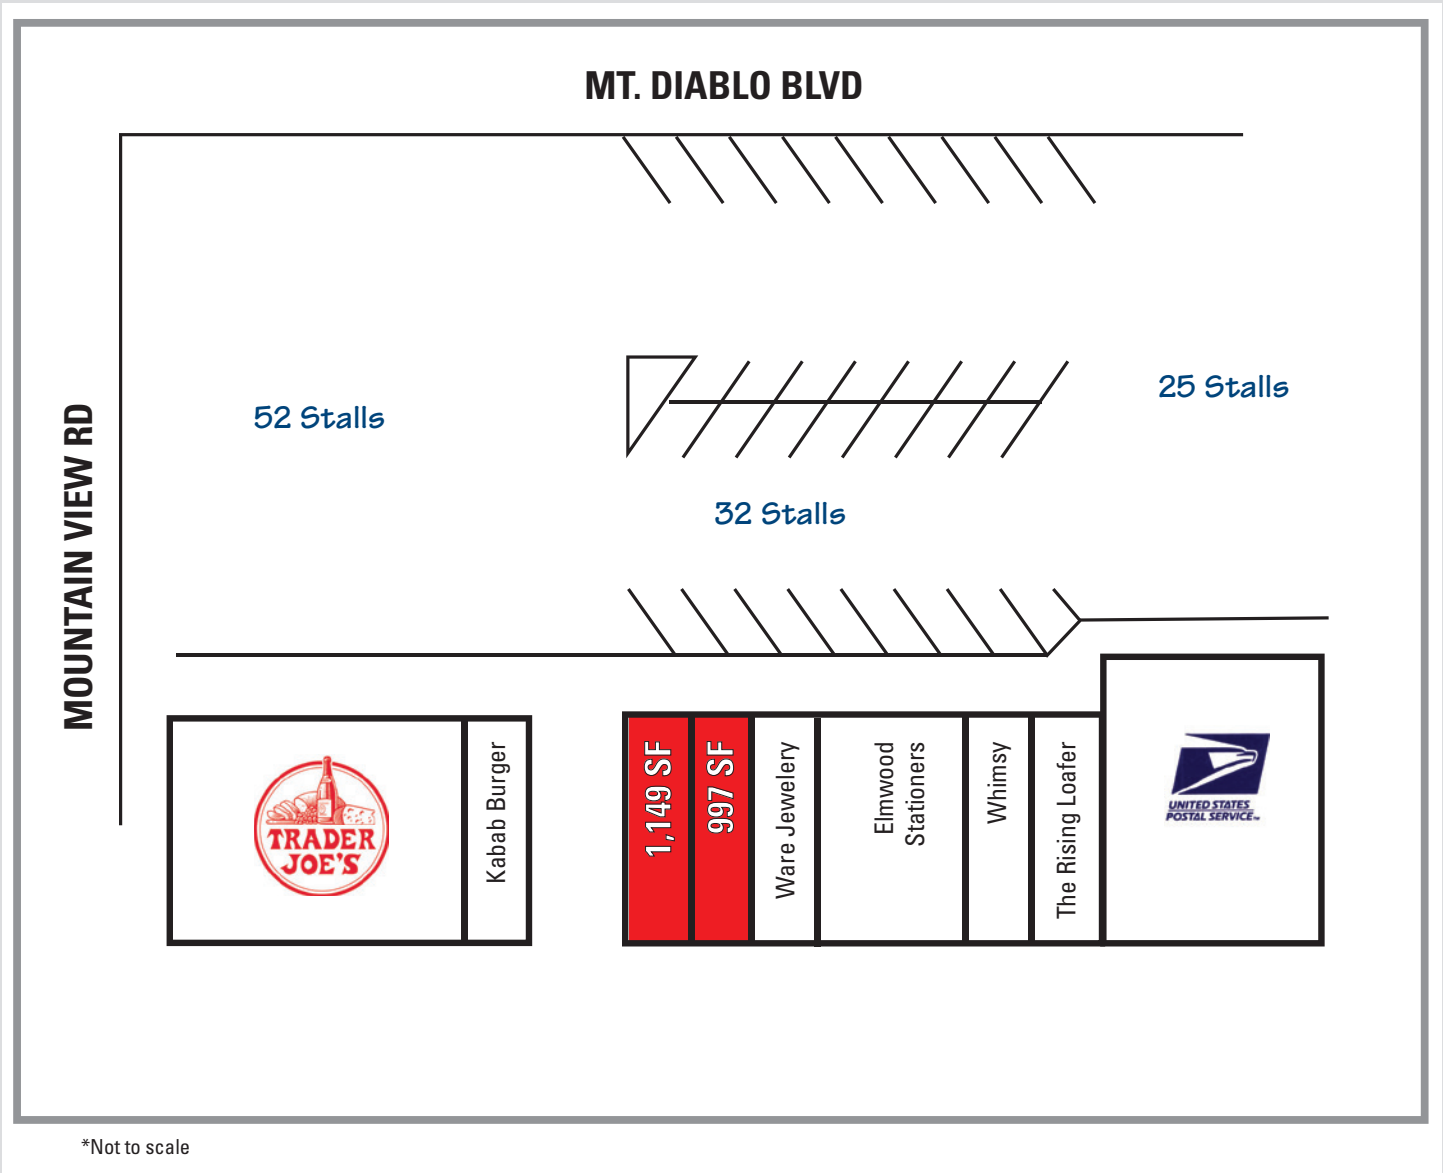 MT. DIABLO BLVD
MOUNTAIN VIEW RD
52 Stalls
25 Stalls
32 Stalls
TRADER
JOE'S
Kabab Burger
1,149 SF
997 SF
Ware Jewelery
Elmwood
Stationers
Whimsy
The Rising Loafer
UNITED STATES
POSTAL SERVICE™
*Not to scale